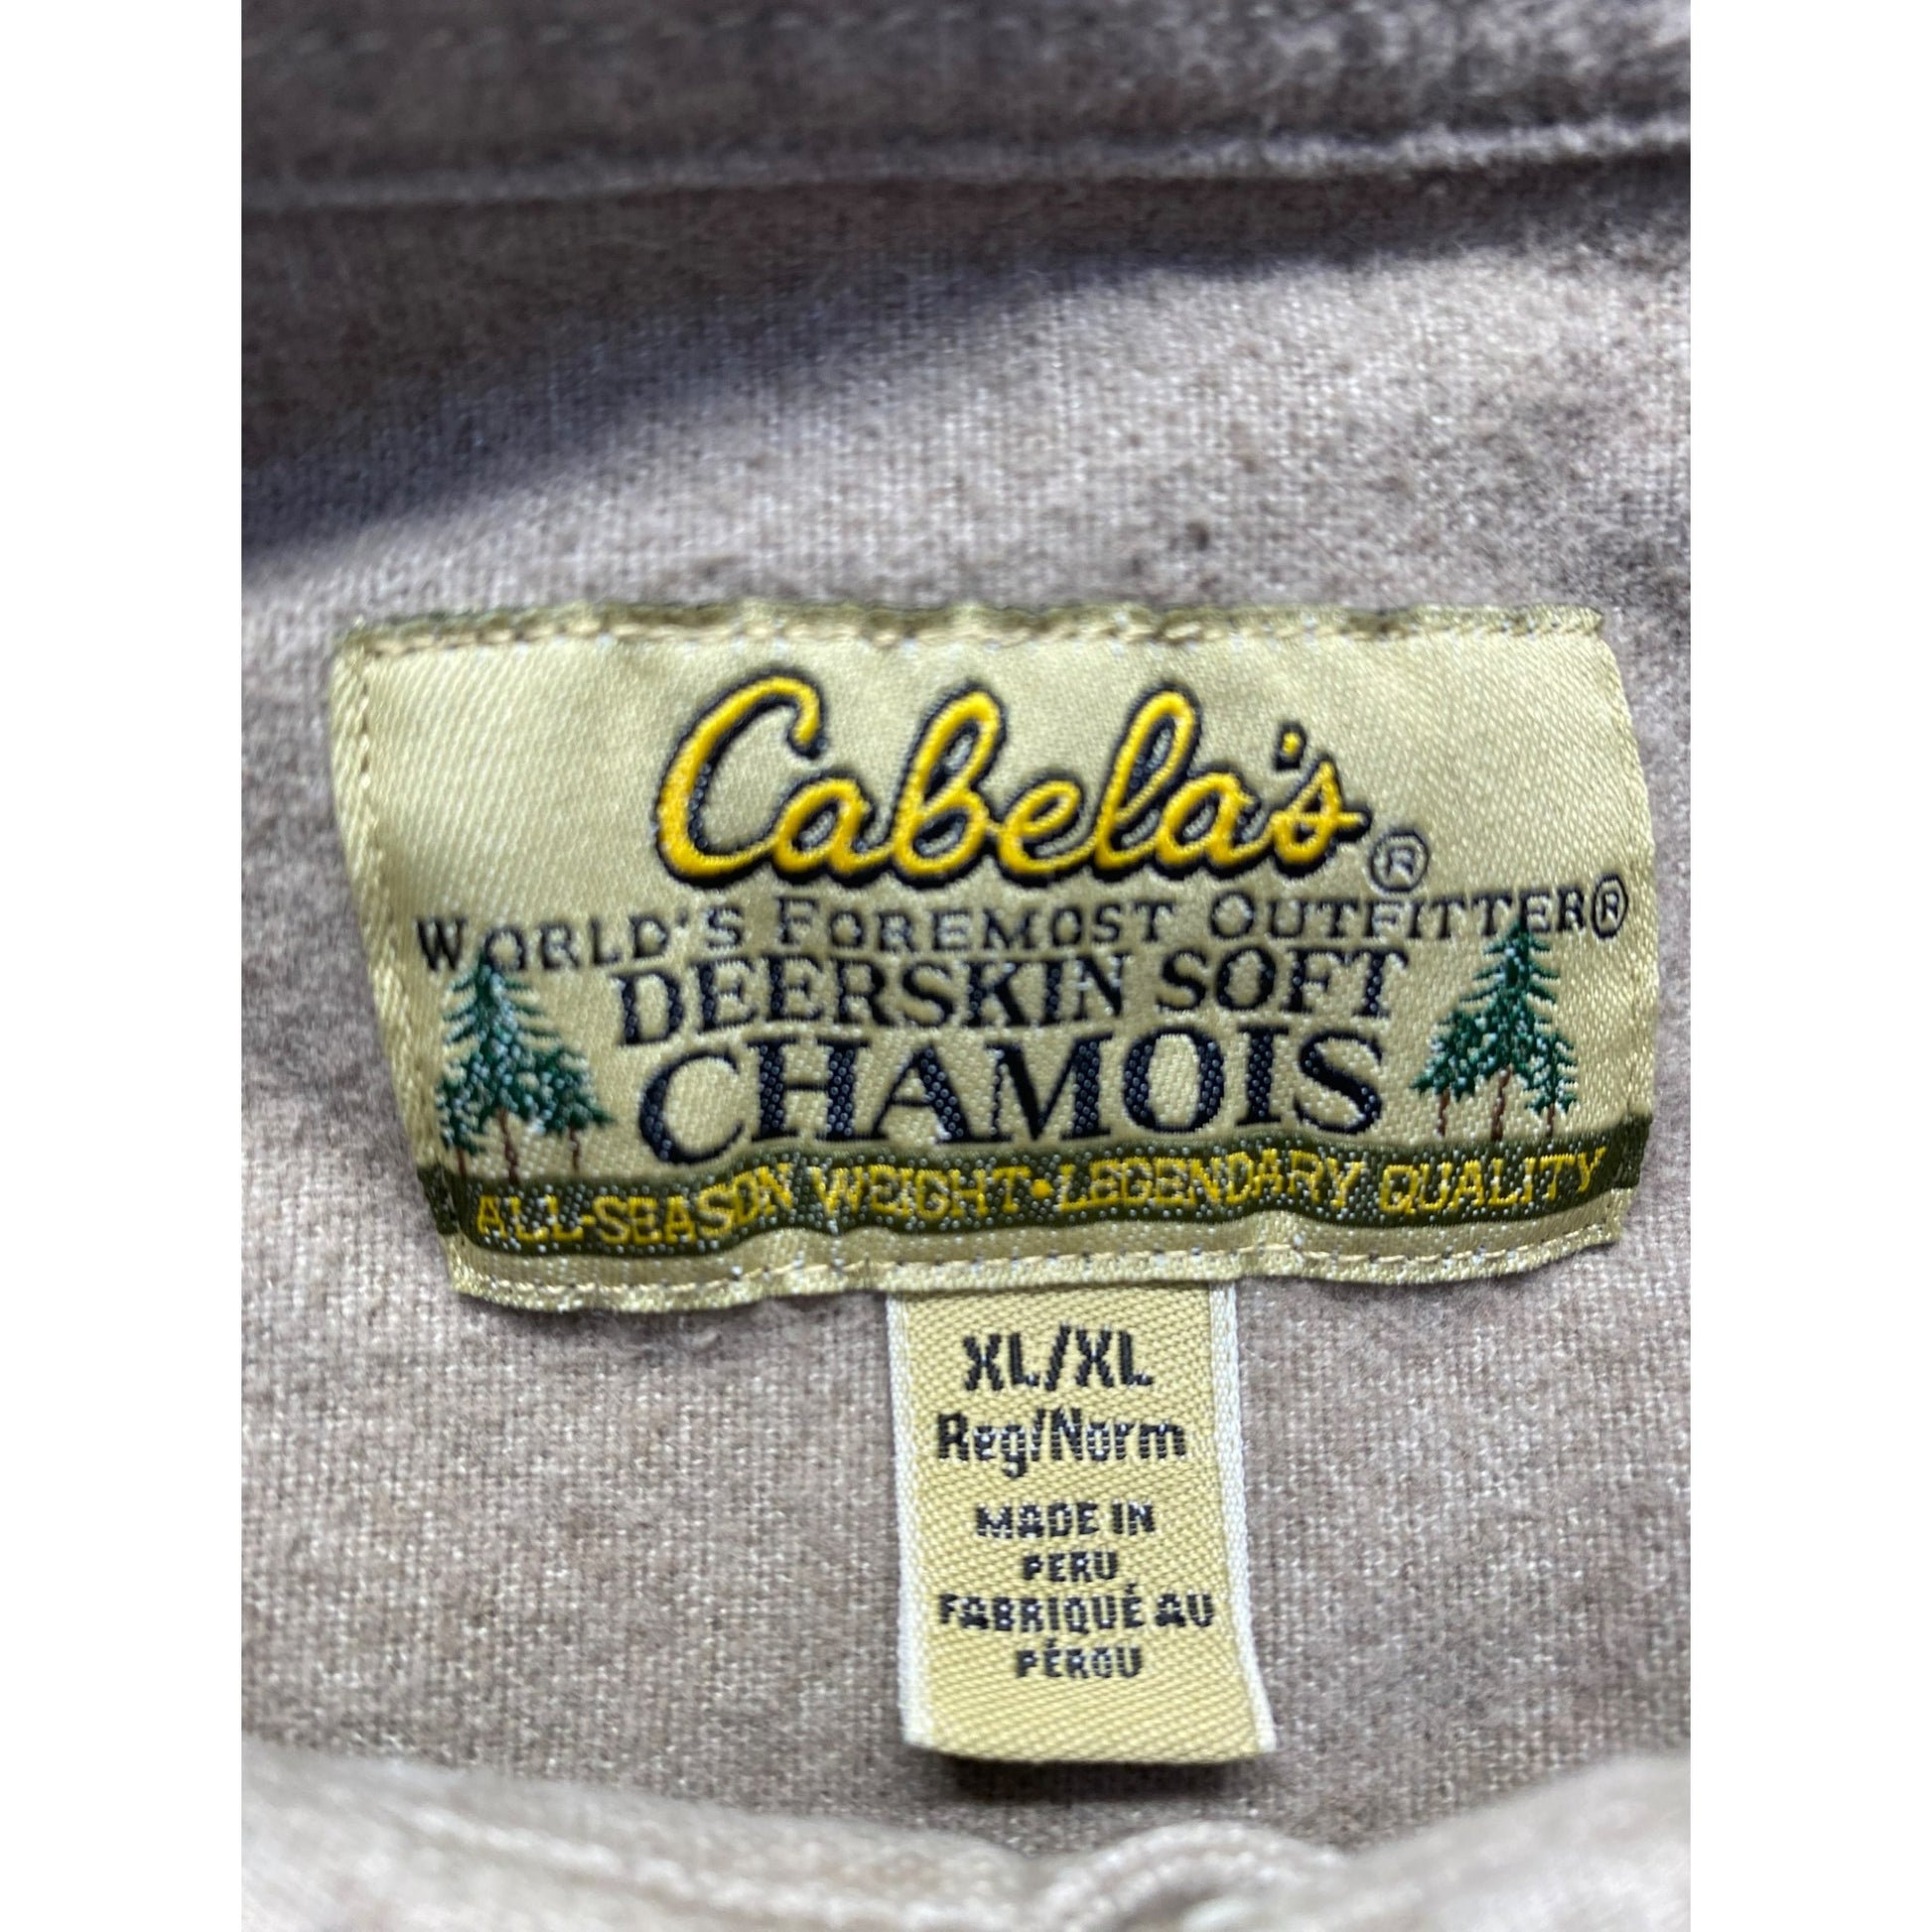 Cabela's®
WORLD'S FOREMOST OUTFITTER®
DEERSKIN SOFT
CHAMOIS
ALL-SEASON WEIGHT•LEGENDARY QUALITY
XL/XL
Reg/Norm
MADE IN
PERU
FABRIQUÉ AU
PÉROU